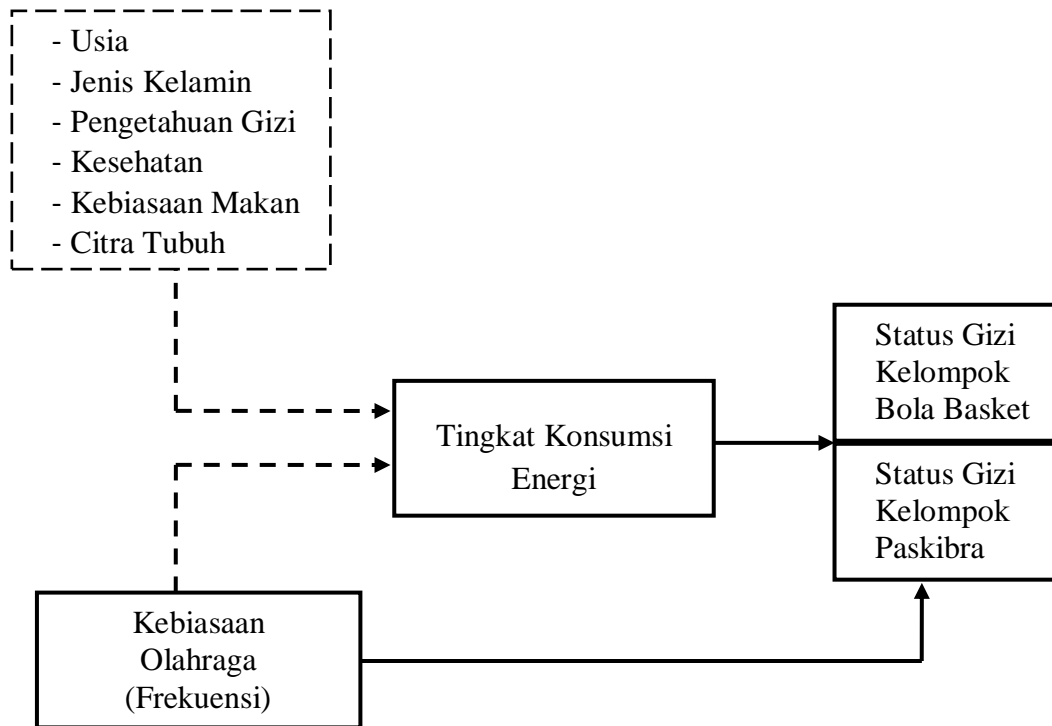 - Usia
- Jenis Kelamin
- Pengetahuan Gizi
- Kesehatan
- Kebiasaan Makan
- Citra Tubuh
Tingkat Konsumsi
Energi
Status Gizi
Kelompok
Bola Basket
Status Gizi
Kelompok
Paskibra
Kebiasaan
Olahraga
(Frekuensi)